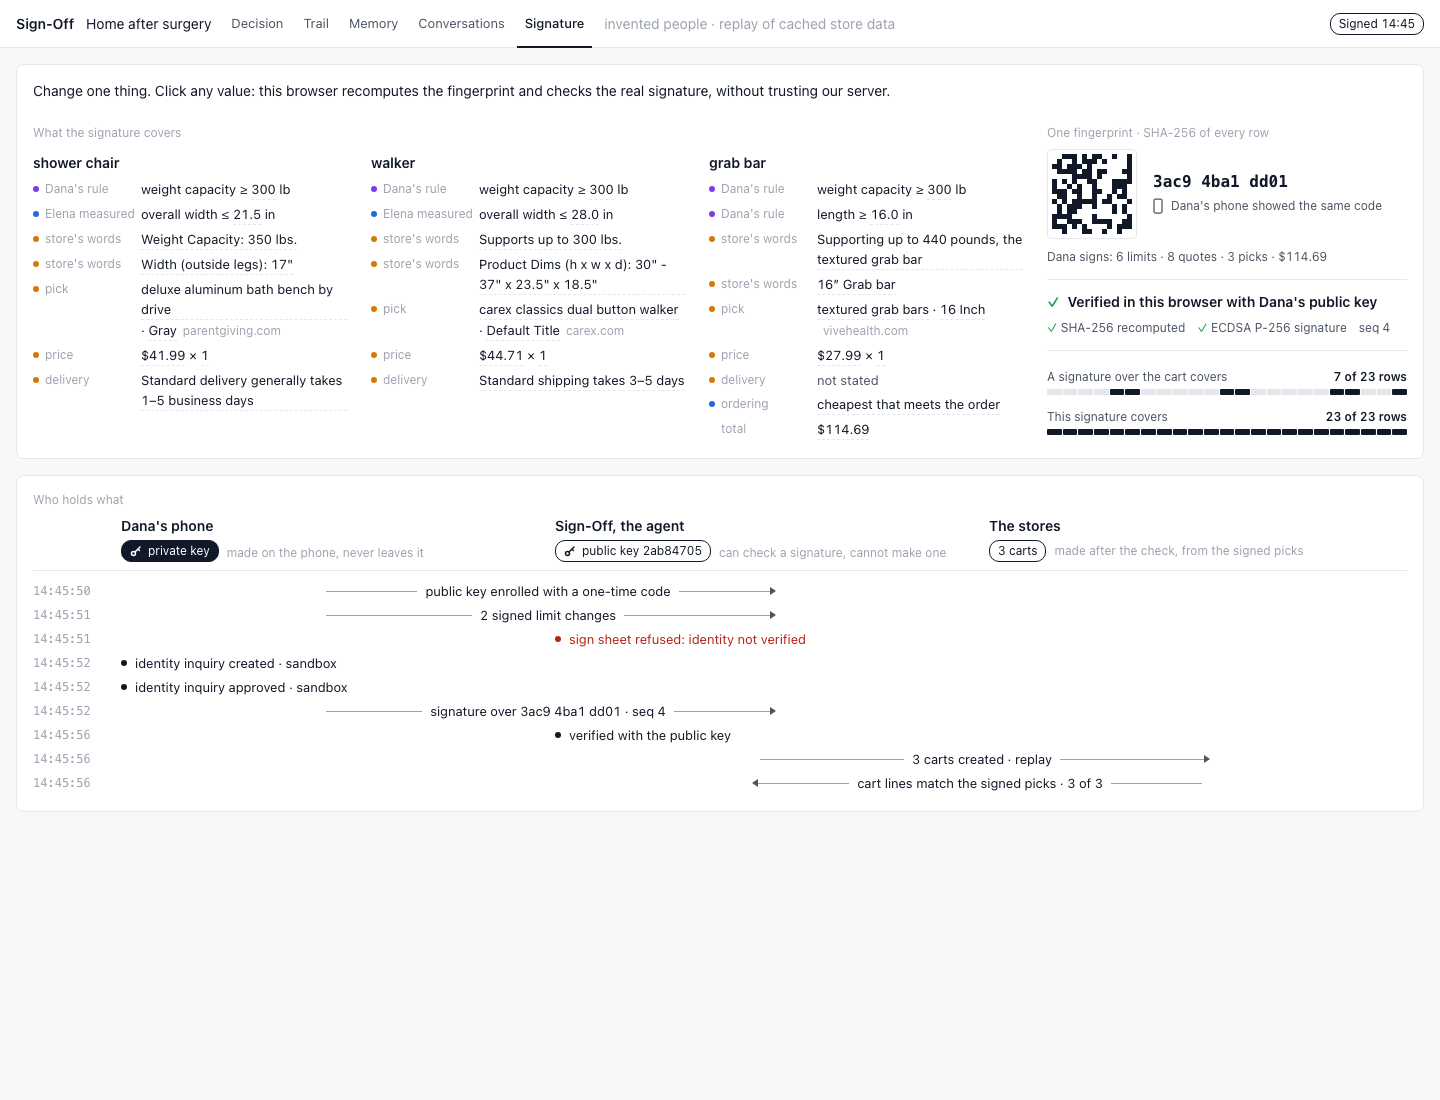 Sign-Off Home after surgery Decision Trail Memory Conversations Signature invented people · replay of cached store data Signed 14:45
Change one thing. Click any value: this browser recomputes the fingerprint and checks the real signature, without trusting our server.
What the signature covers
shower chair
Dana's rule weight capacity ≥ 300 lb
Elena measured overall width ≤ 21.5 in
store's words Weight Capacity: 350 lbs.
store's words Width (outside legs): 17"
pick deluxe aluminum bath bench by
drive
· Gray parentgiving.com
price $41.99 × 1
delivery Standard delivery generally takes
1–5 business days
walker
Dana's rule weight capacity ≥ 300 lb
Elena measured overall width ≤ 28.0 in
store's words Supports up to 300 lbs.
store's words Product Dims (h x w x d): 30" -
37" x 23.5" x 18.5"
pick carex classics dual button walker
· Default Title carex.com
price $44.71 × 1
delivery Standard shipping takes 3–5 days
grab bar
Dana's rule weight capacity ≥ 300 lb
Dana's rule length ≥ 16.0 in
store's words Supporting up to 440 pounds, the
textured grab bar
store's words 16″ Grab bar
pick textured grab bars · 16 Inch
vivehealth.com
price $27.99 × 1
delivery not stated
ordering cheapest that meets the order
total $114.69
One fingerprint · SHA-256 of every row
3ac9 4ba1 dd01
Dana's phone showed the same code
Dana signs: 6 limits · 8 quotes · 3 picks · $114.69
Verified in this browser with Dana's public key
SHA-256 recomputed ECDSA P-256 signature seq 4
A signature over the cart covers 7 of 23 rows
This signature covers 23 of 23 rows
Who holds what
Dana's phone
private key made on the phone, never leaves it
Sign-Off, the agent
public key 2ab84705 can check a signature, cannot make one
The stores
3 carts made after the check, from the signed picks
14:45:50 public key enrolled with a one-time code
14:45:51 2 signed limit changes
14:45:51 sign sheet refused: identity not verified
14:45:52 identity inquiry created · sandbox
14:45:52 identity inquiry approved · sandbox
14:45:52 signature over 3ac9 4ba1 dd01 · seq 4
14:45:56 verified with the public key
14:45:56 3 carts created · replay
14:45:56 cart lines match the signed picks · 3 of 3